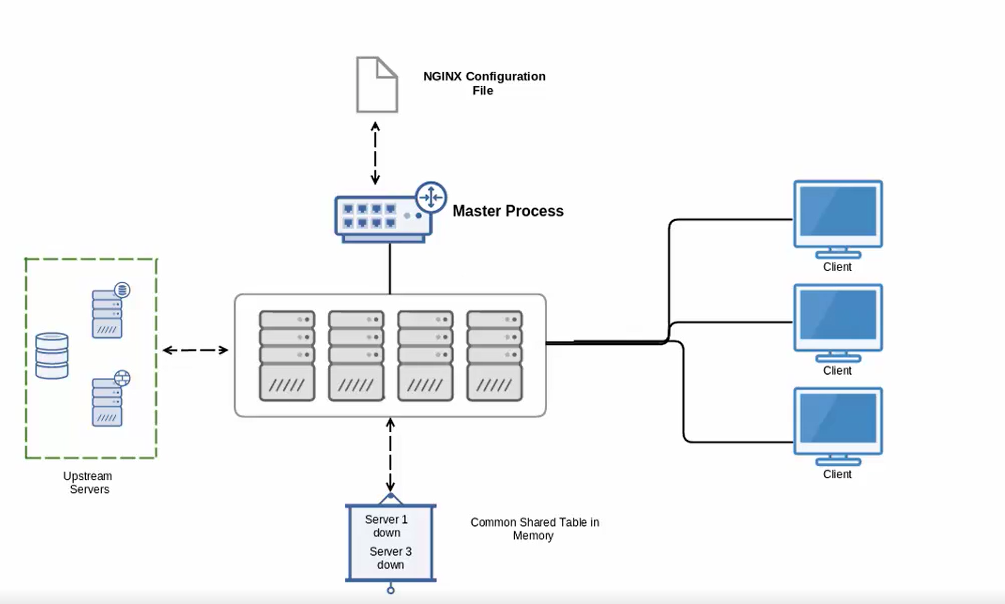 NGINX Configuration
File
Master Process
Client
Client
Client
Upstream
Servers
Server 1
down
Server 3
down
Common Shared Table in
Memory